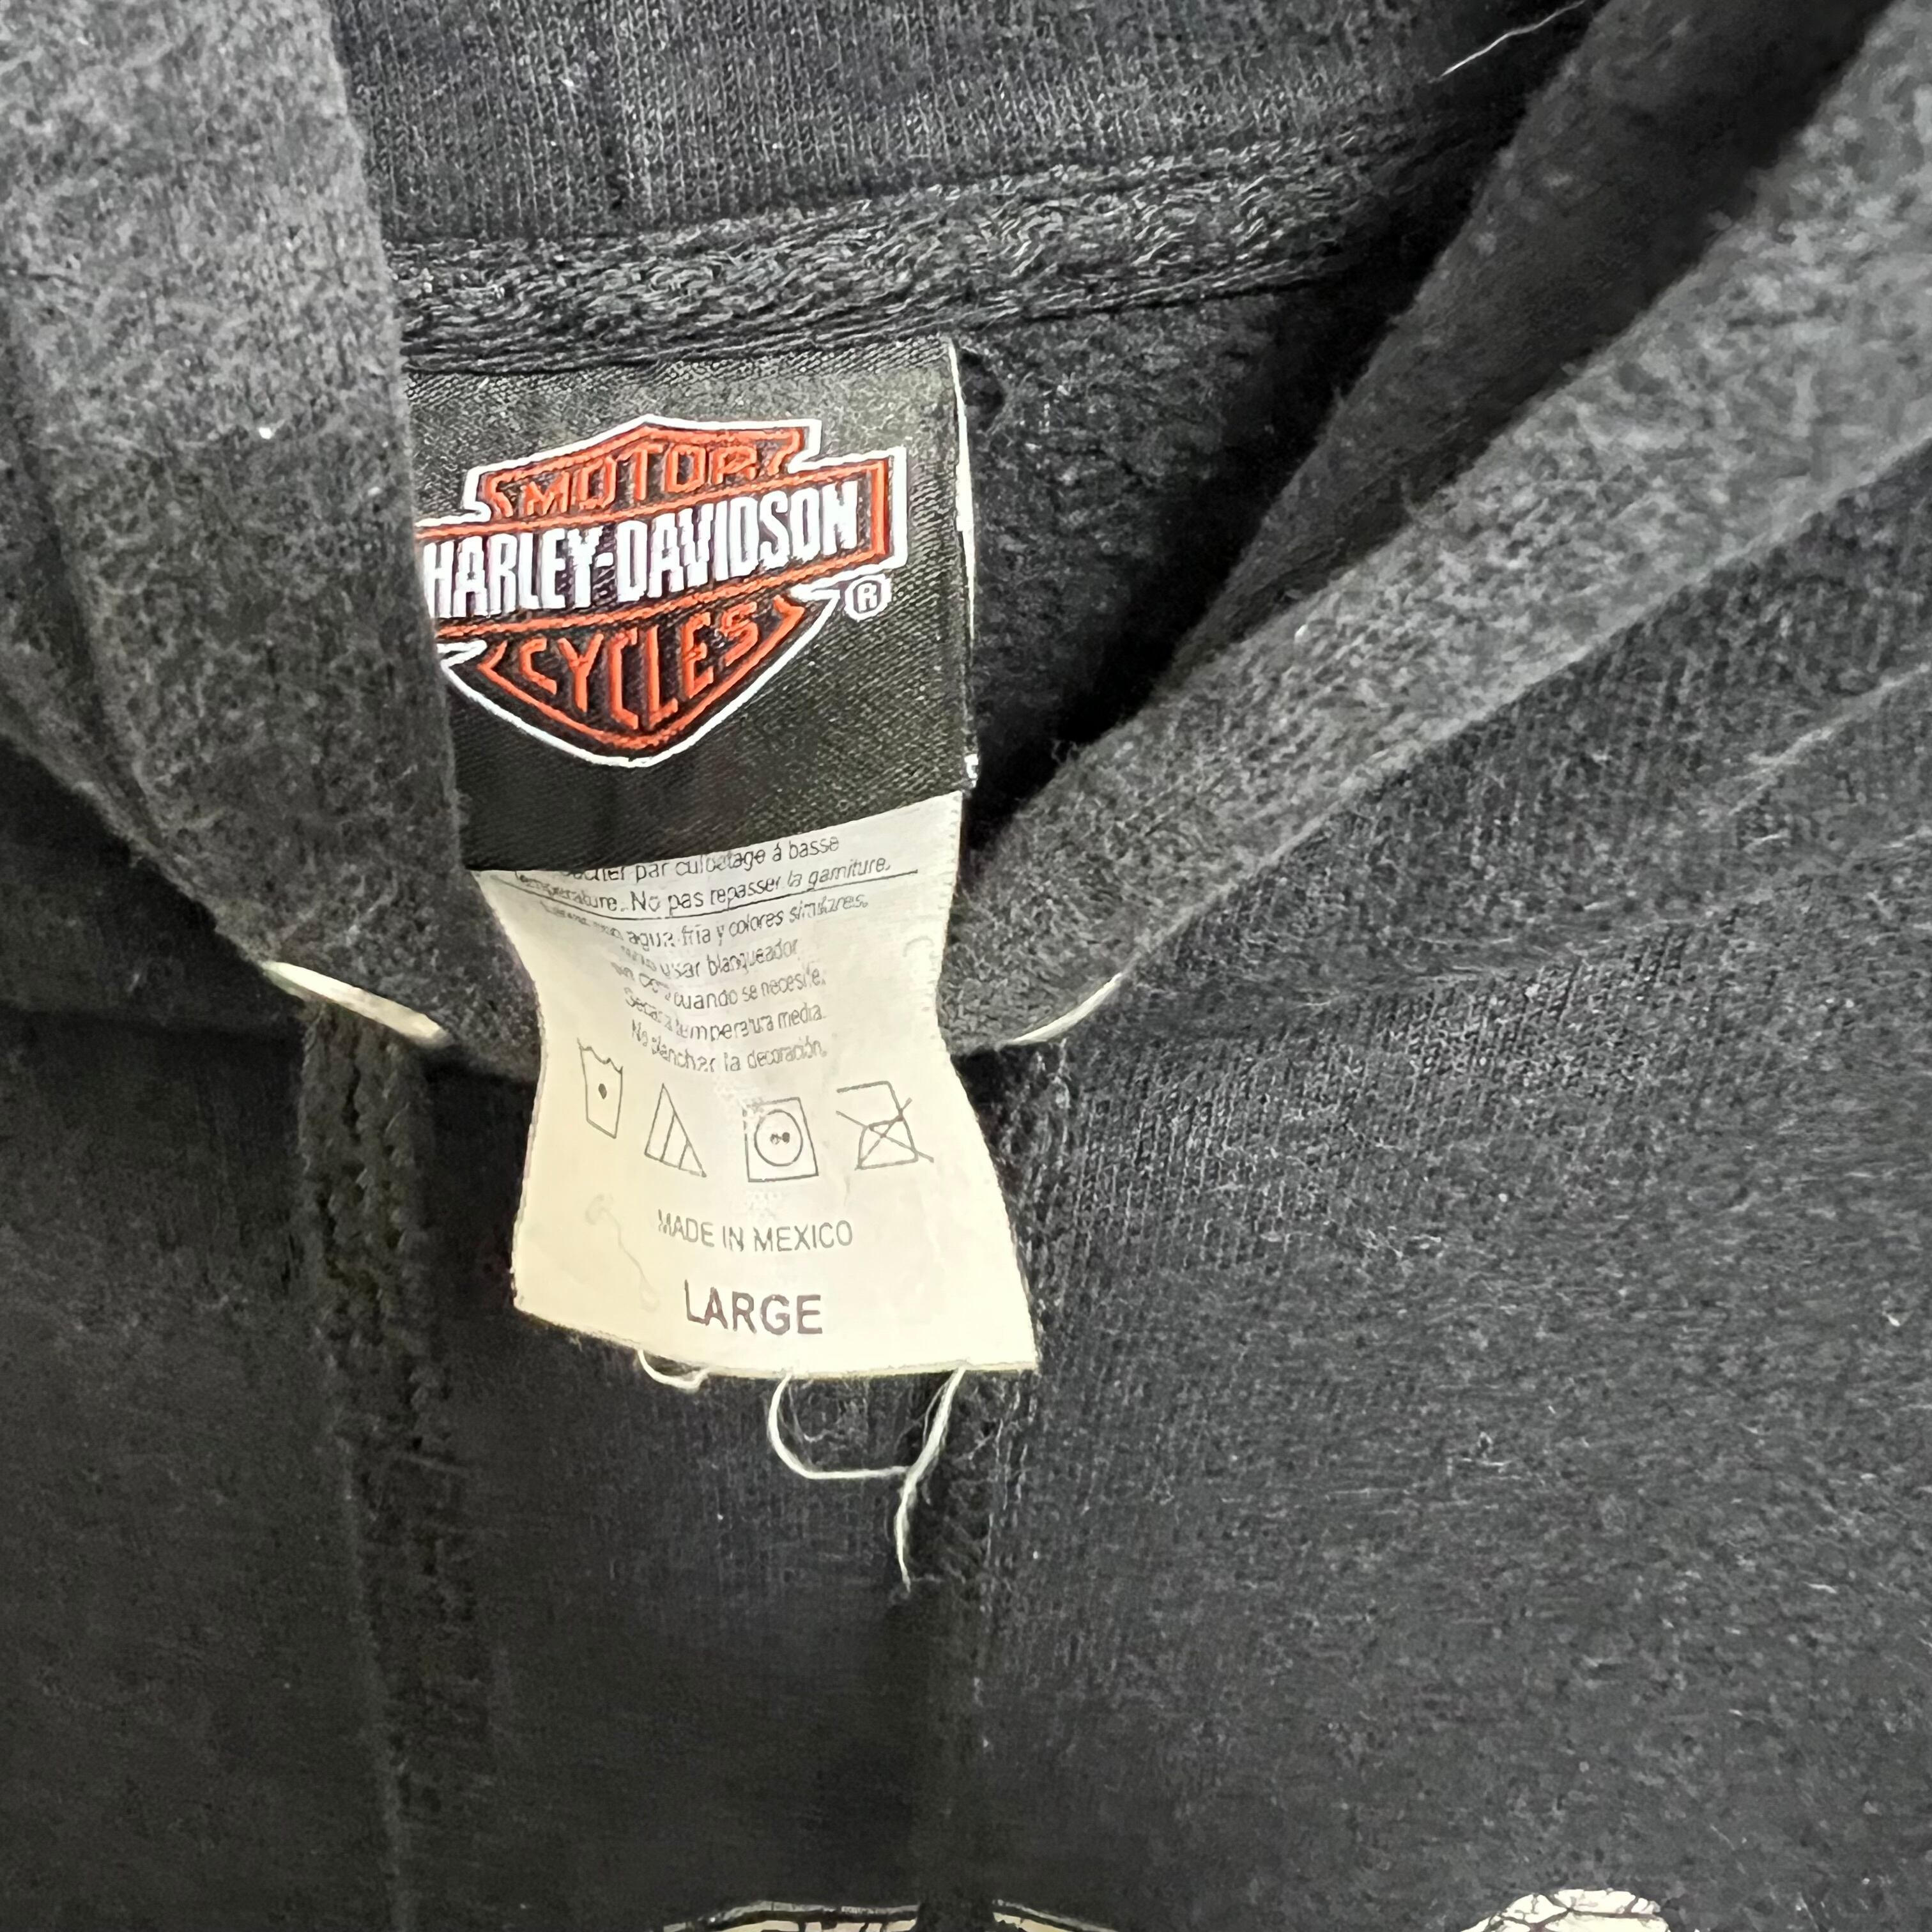 MOTOR
HARLEY-DAVIDSON
®
CYCLES
par culbutage à basse
température. No pas repasser la garniture.
agua fría y colores similares.
usar blanqueador
cuando se necesite.
Secar a temperatura media.
No planchar la decoración.
MADE IN MEXICO
LARGE